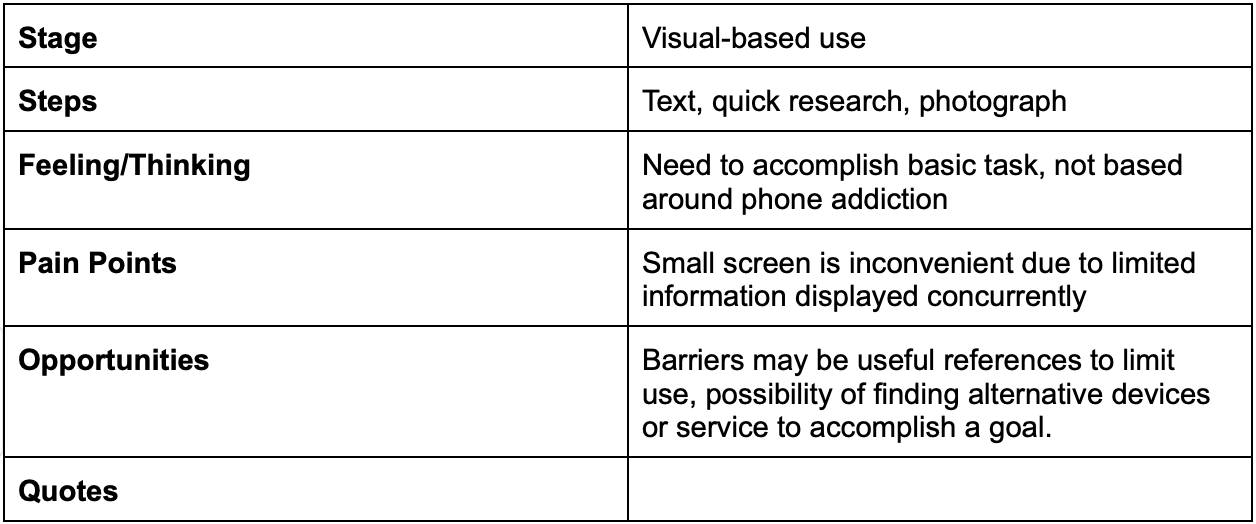 Stage
Visual-based use
Steps
Text, quick research, photograph
Feeling/Thinking
Need to accomplish basic task, not based
around phone addiction
Pain Points
Small screen is inconvenient due to limited
information displayed concurrently
Opportunities
Barriers may be useful references to limit
use, possibility of finding alternative devices
or service to accomplish a goal.
Quotes